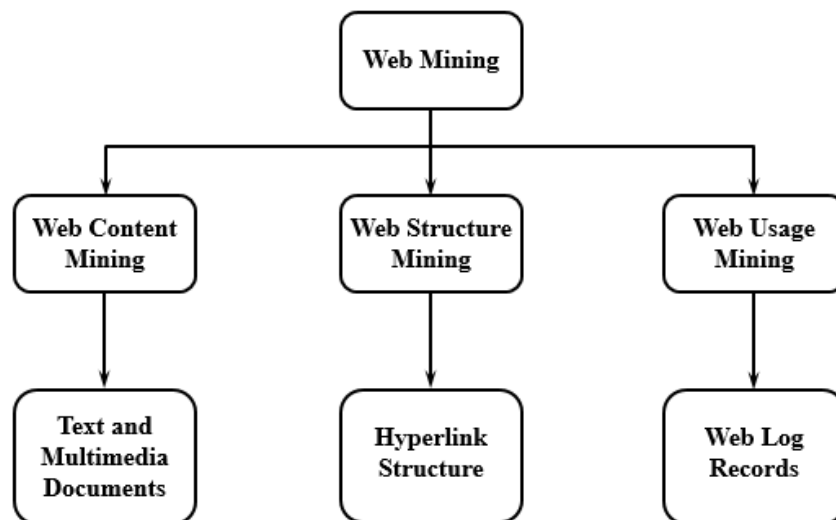 Web Mining
Web Content
Mining
Web Structure
Mining
Web Usage
Mining
Text and
Multimedia
Documents
Hyperlink
Structure
Web Log
Records